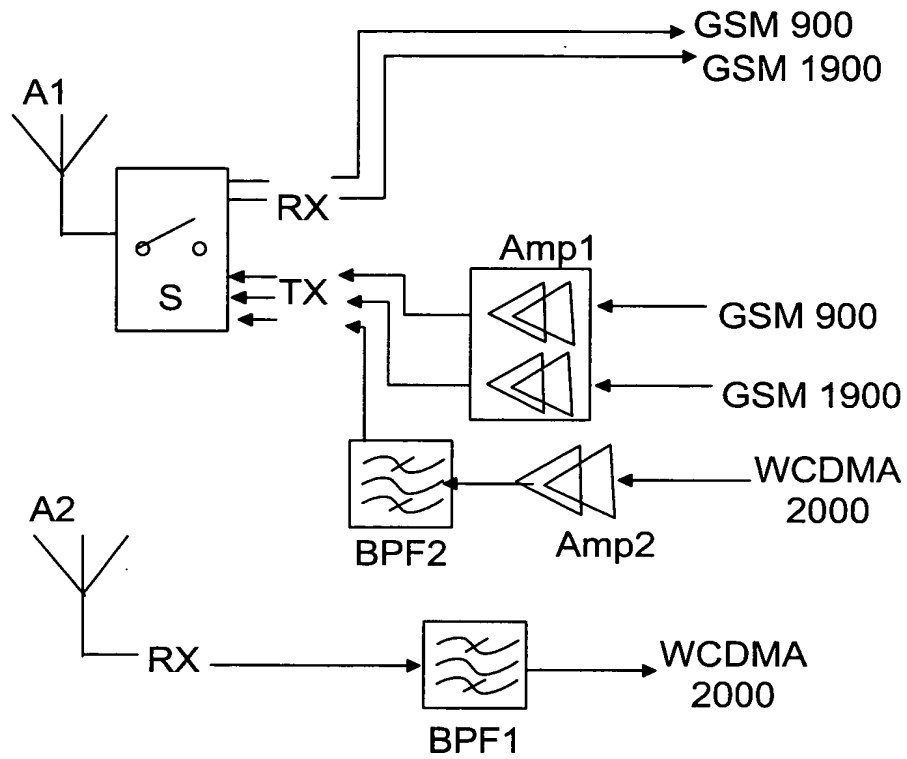 GSM 900
GSM 1900
A1
RX
Amp1
S
TX
GSM 900
GSM 1900
WCDMA
2000
A2
BPF2
Amp2
RX
WCDMA
2000
BPF1